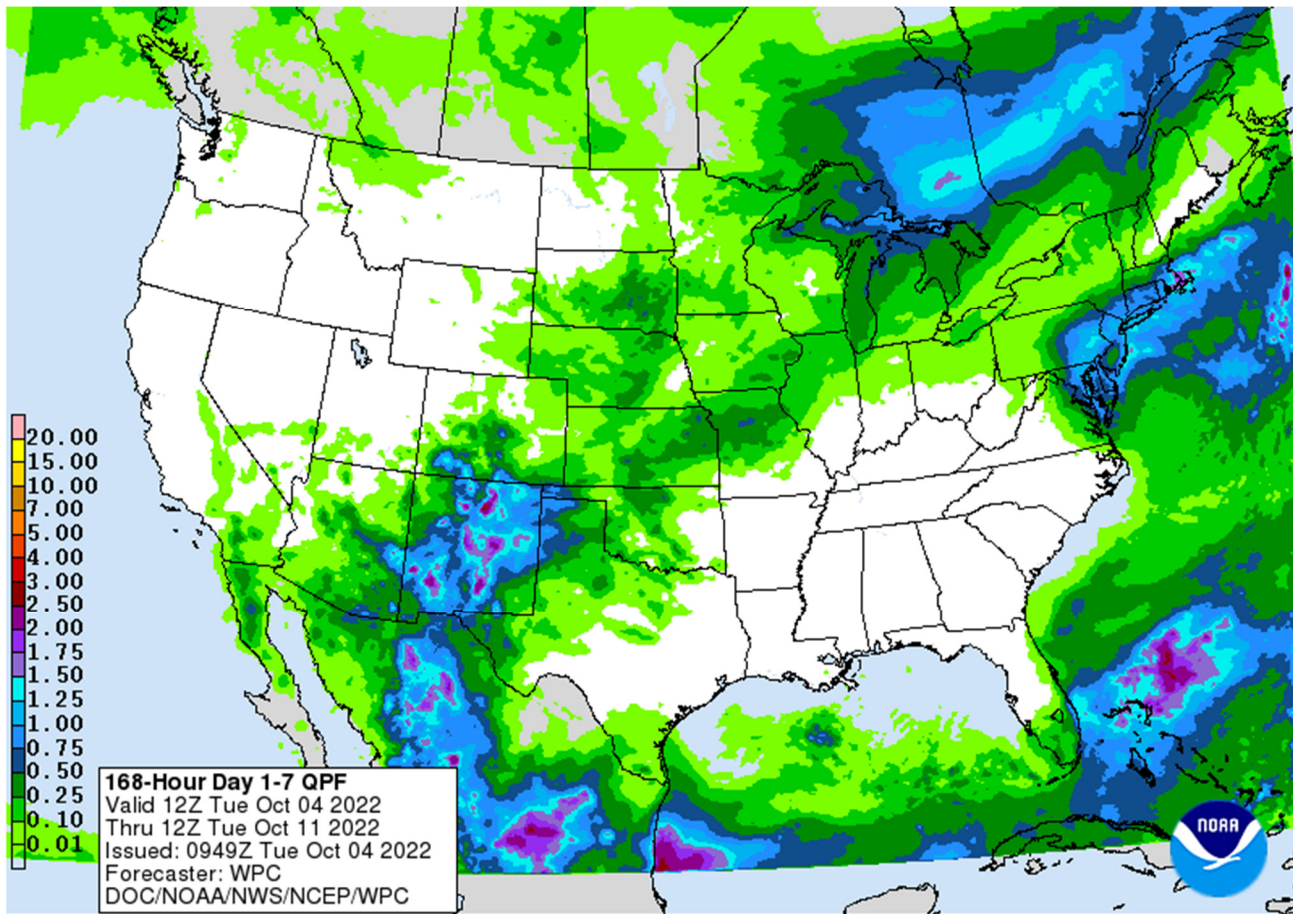 20.00
15.00
10.00
7.00
5.00
4.00
3.00
2.50
2.00
1.75
1.50
1.25
1.00
0.75
0.50
0.25
0.10
0.01
168-Hour Day 1-7 QPF
Valid 12Z Tue Oct 04 2022
Thru 12Z Tue Oct 11 2022
Issued: 0949Z Tue Oct 04 2022
Forecaster: WPC
DOC/NOAA/NWS/NCEP/WPC
NOAA